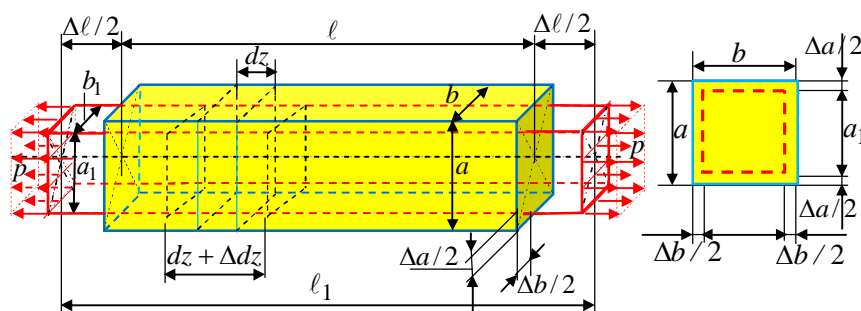 Δℓ/2 ℓ Δℓ/2
dz
b₁ b
p a₁ a p
dz + Δdz
Δa/2
Δb/2
ℓ₁
Δa/2
b
a a₁
Δa/2
Δb/2 Δb/2